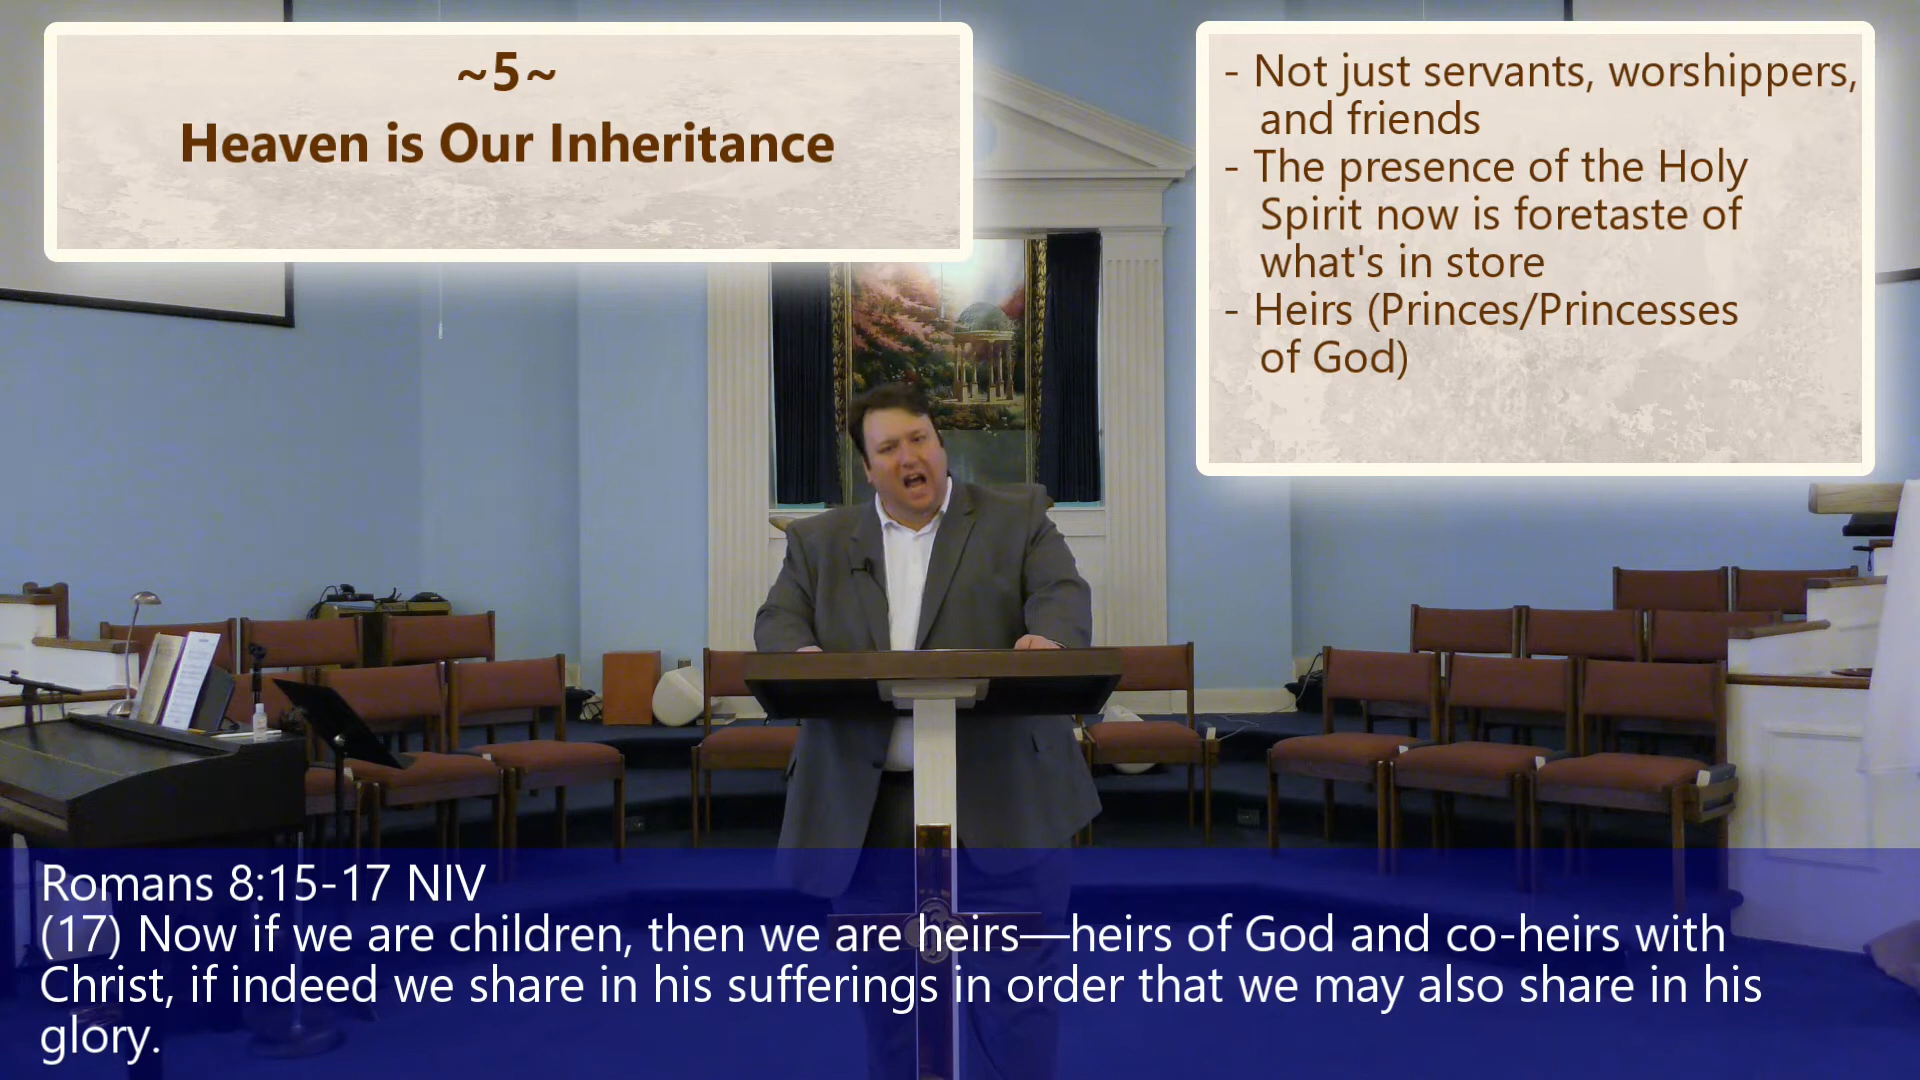 ~5~
Heaven is Our Inheritance
- Not just servants, worshippers,
and friends
- The presence of the Holy
Spirit now is foretaste of
what's in store
- Heirs (Princes/Princesses
of God)
Romans 8:15-17 NIV
(17) Now if we are children, then we are heirs—heirs of God and co-heirs with
Christ, if indeed we share in his sufferings in order that we may also share in his
glory.